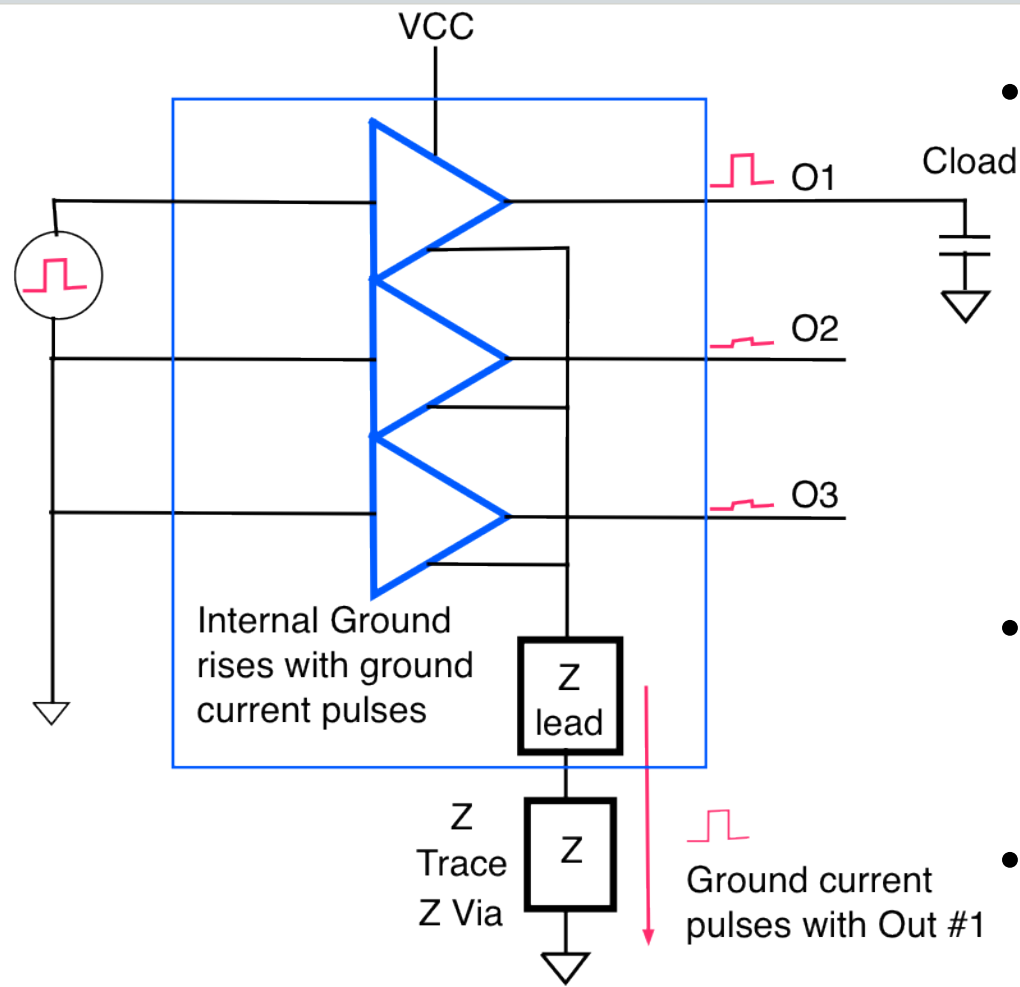 VCC
O1
Cload
O2
O3
Internal Ground
rises with ground
current pulses
Z
lead
Z
Trace
Z Via
Z
Ground current
pulses with Out #1